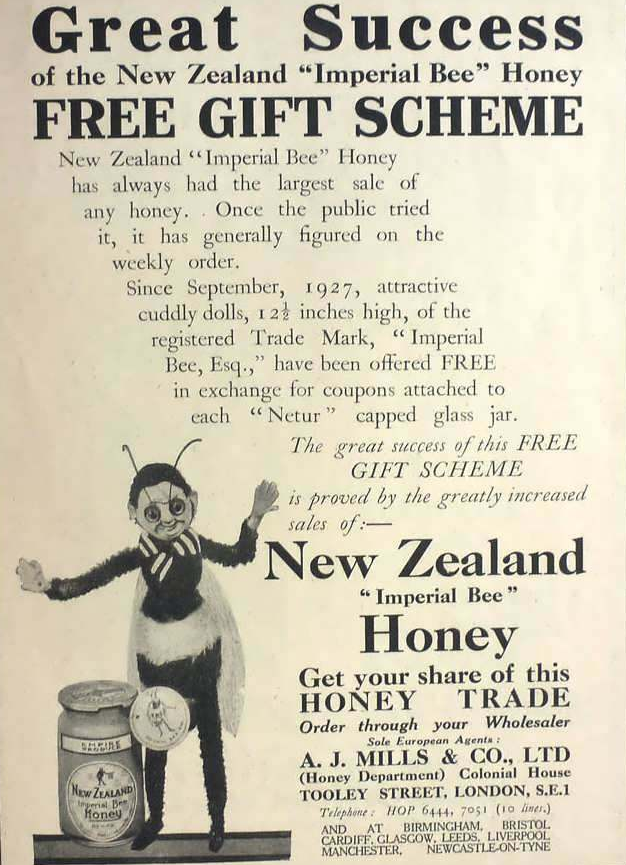 Great Success
of the New Zealand “Imperial Bee” Honey
FREE GIFT SCHEME
New Zealand “Imperial Bee” Honey
has always had the largest sale of
any honey. Once the public tried
it, it has generally figured on the
weekly order.
Since September, 1927, attractive
cuddly dolls, 12½ inches high, of the
registered Trade Mark, “Imperial
Bee, Esq.,” have been offered FREE
in exchange for coupons attached to
each “Netur” capped glass jar.
The great success of this FREE
GIFT SCHEME
is proved by the greatly increased
sales of:—
New Zealand
“Imperial Bee”
Honey
Get your share of this
HONEY TRADE
Order through your Wholesaler
Sole European Agents:
A. J. MILLS & CO., LTD
(Honey Department) Colonial House
TOOLEY STREET, LONDON, S.E.1
Telephone: HOP 6444, 7051 (10 lines.)
AND AT BIRMINGHAM, BRISTOL
CARDIFF, GLASGOW, LEEDS, LIVERPOOL
MANCHESTER, NEWCASTLE-ON-TYNE
EMPIRE
PRODUCE
NEW ZEALAND
Imperial Bee
Honey